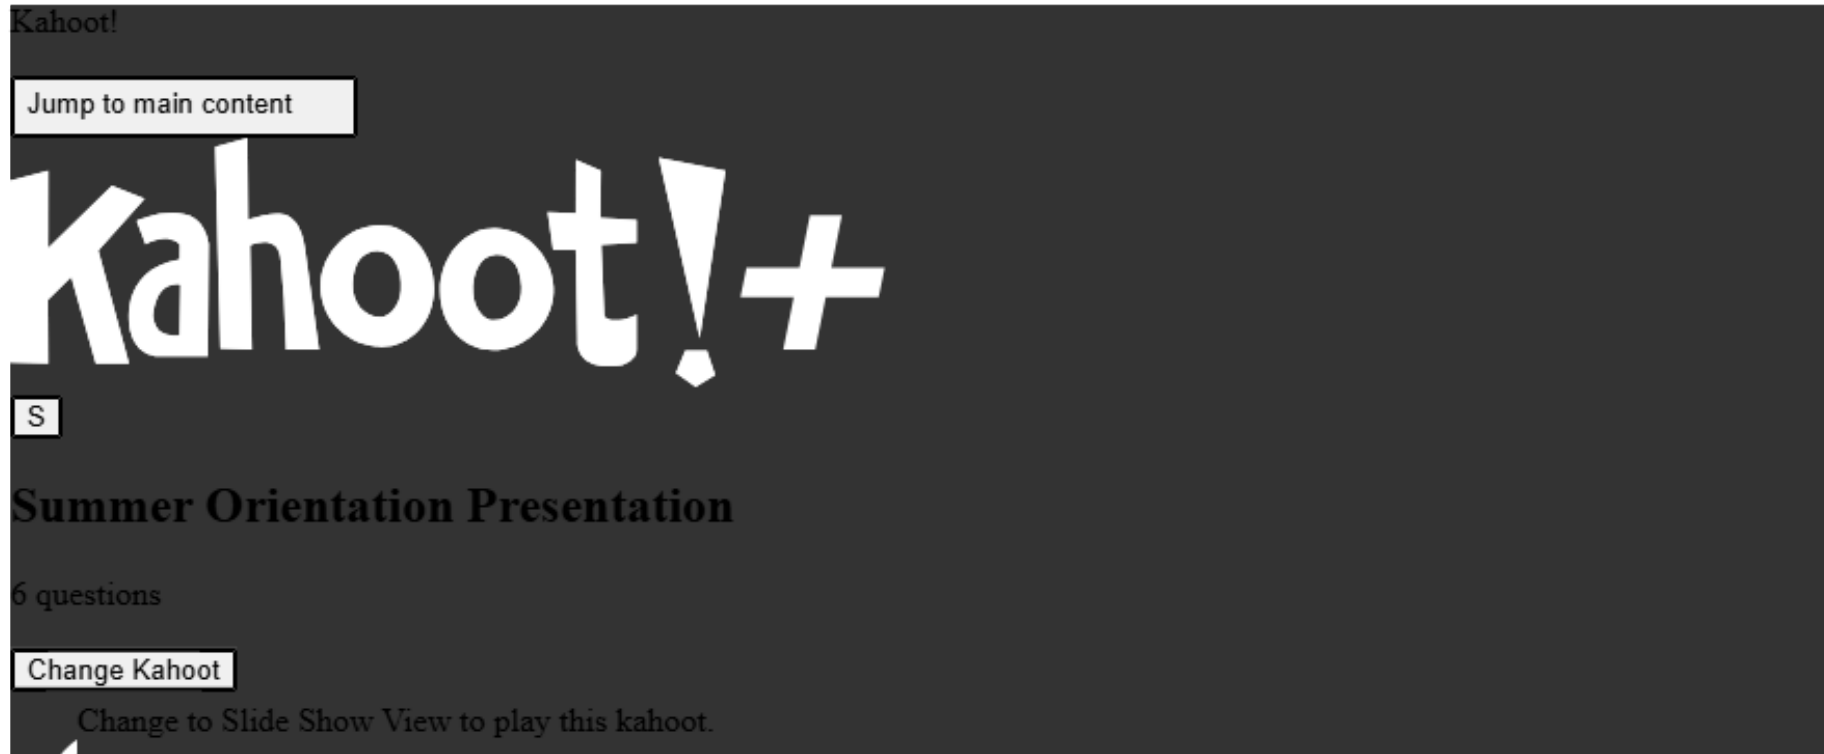 Kahoot!
Jump to main content
Kahoot!+
S
Summer Orientation Presentation
6 questions
Change Kahoot
Change to Slide Show View to play this kahoot.